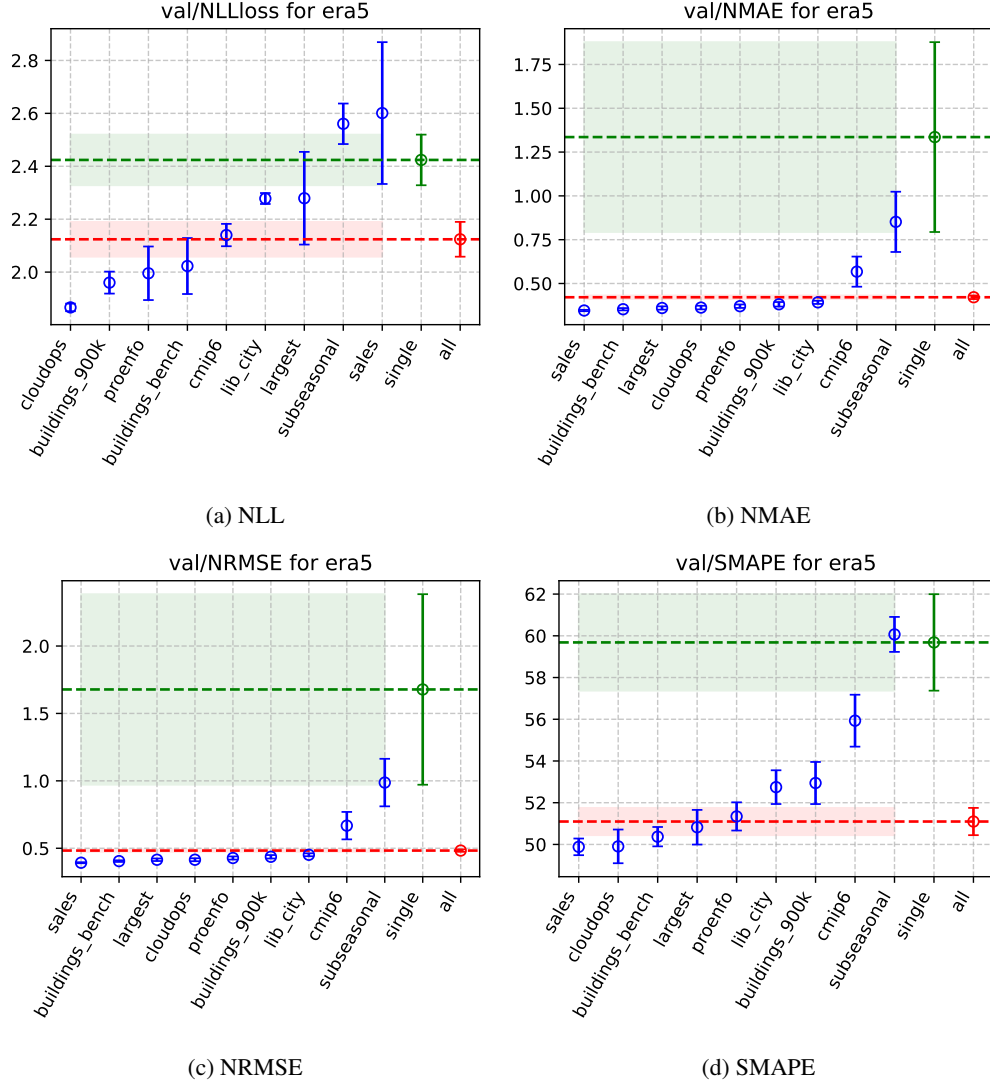 val/NLLloss for era5
2.8
2.6
2.4
2.2
2.0
cloudops
buildings_900k
proenfo
buildings_bench
cmip6
lib_city
largest
subseasonal
sales
single
all
(a) NLL
val/NMAE for era5
1.75
1.50
1.25
1.00
0.75
0.50
sales
buildings_bench
largest
cloudops
proenfo
buildings_900k
lib_city
cmip6
subseasonal
single
all
(b) NMAE
val/NRMSE for era5
2.0
1.5
1.0
0.5
sales
buildings_bench
largest
cloudops
proenfo
buildings_900k
lib_city
cmip6
subseasonal
single
all
(c) NRMSE
val/SMAPE for era5
62
60
58
56
54
52
50
sales
cloudops
buildings_bench
largest
proenfo
lib_city
buildings_900k
cmip6
subseasonal
single
all
(d) SMAPE